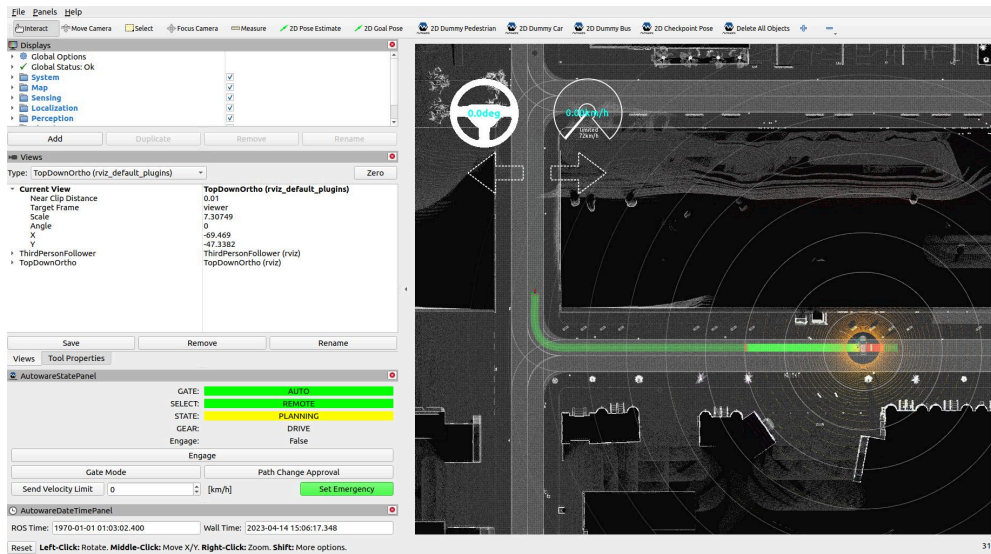 File Panels Help
Interact Move Camera Select Focus Camera Measure 2D Pose Estimate 2D Goal Pose 2D Dummy Pedestrian 2D Dummy Car 2D Dummy Bus 2D Checkpoint Pose Delete All Objects
Displays
Global Options
Global Status: Ok
System
Map
Sensing
Localization
Perception
Add Duplicate Remove Rename
Views
Type: TopDownOrtho (rviz_default_plugins) Zero
Current View TopDownOrtho (rviz_default_plugins)
Near Clip Distance 0.01
Target Frame viewer
Scale 7.30749
Angle 0
X -69.469
Y -47.3382
ThirdPersonFollower ThirdPersonFollower (rviz)
TopDownOrtho TopDownOrtho (rviz)
Save Remove Rename
Views Tool Properties
AutowareStatePanel
GATE: AUTO
SELECT: REMOTE
STATE: PLANNING
GEAR: DRIVE
Engage: False
Engage
Gate Mode Path Change Approval
Send Velocity Limit 0 [km/h] Set Emergency
AutowareDateTimePanel
ROS Time: 1970-01-01 01:03:02.400 Wall Time: 2023-04-14 15:06:17.348
Reset Left-Click: Rotate. Middle-Click: Move X/Y. Right-Click: Zoom. Shift: More options.
31
0.0deg
0.00km/h
limited
72km/h